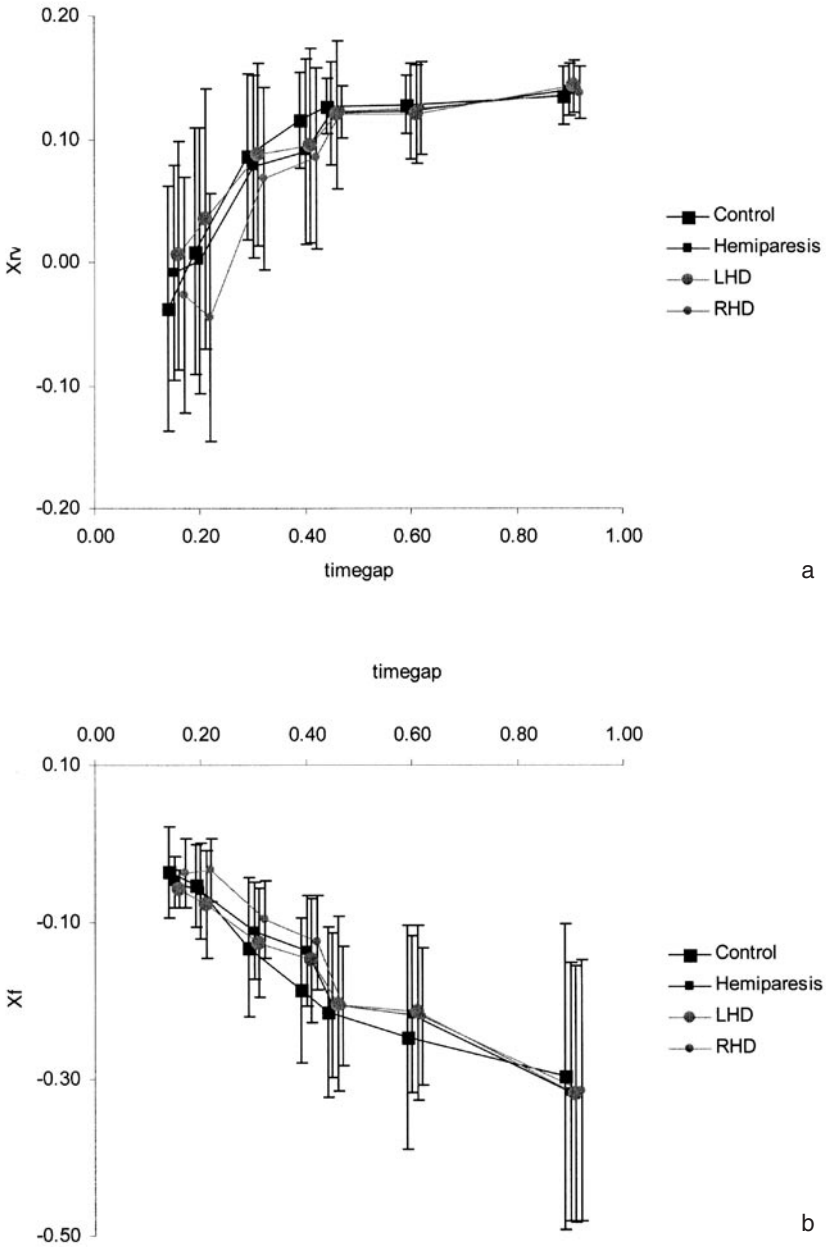 0.20
0.10
0.00
-0.10
-0.20
Xrv
0.00 0.20 0.40 0.60 0.80 1.00
timegap
Control
Hemiparesis
LHD
RHD
a
timegap
0.00 0.20 0.40 0.60 0.80 1.00
0.10
-0.10
-0.30
-0.50
Xf
Control
Hemiparesis
LHD
RHD
b